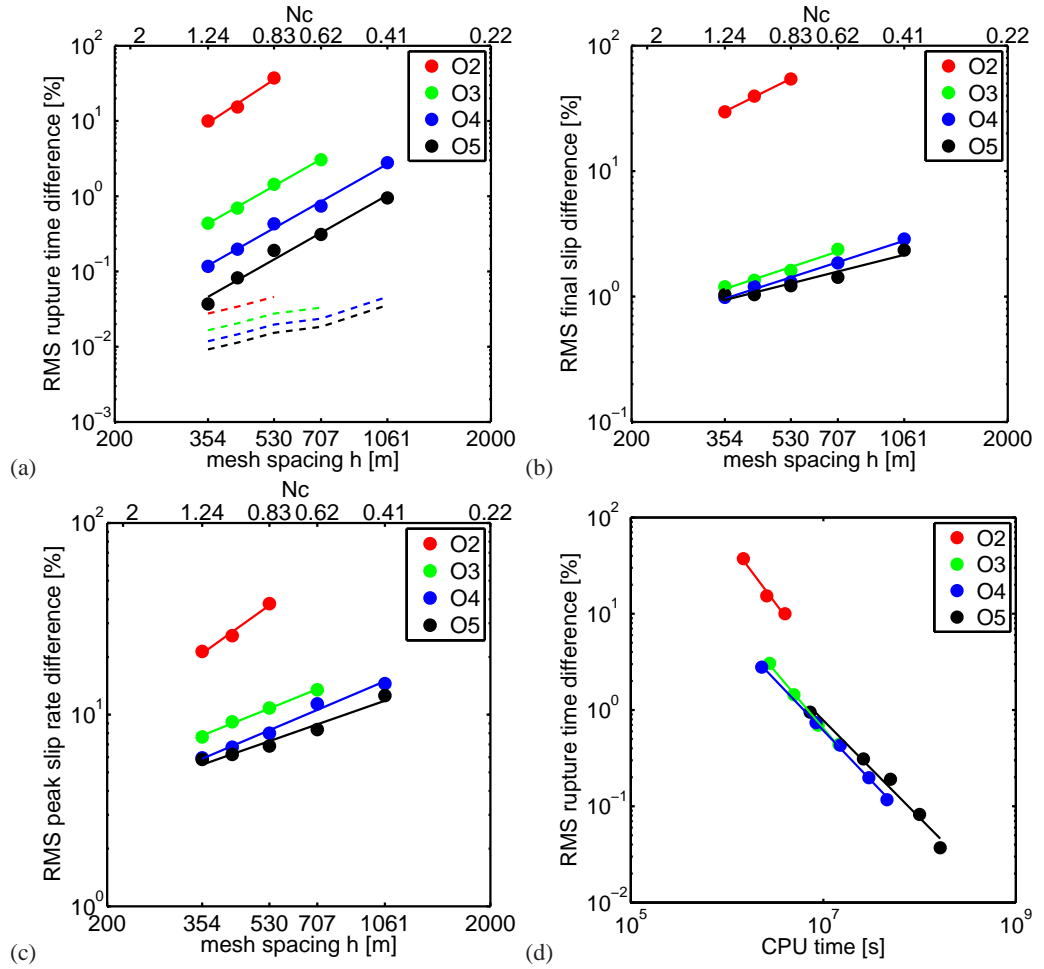 Nc
2 1.24 0.83 0.62 0.41 0.22
10^2
10^1
10^0
10^−1
10^−2
10^−3
RMS rupture time difference [%]
O2
O3
O4
O5
200 354 530 707 1061 2000
mesh spacing h [m]
(a)
Nc
2 1.24 0.83 0.62 0.41 0.22
10^2
10^1
10^0
10^−1
RMS final slip difference [%]
O2
O3
O4
O5
200 354 530 707 1061 2000
mesh spacing h [m]
(b)
Nc
2 1.24 0.83 0.62 0.41 0.22
10^2
10^1
10^0
RMS peak slip rate difference [%]
O2
O3
O4
O5
200 354 530 707 1061 2000
mesh spacing h [m]
(c)
10^2
10^1
10^0
10^−1
10^−2
RMS rupture time difference [%]
O2
O3
O4
O5
10^5 10^7 10^9
CPU time [s]
(d)